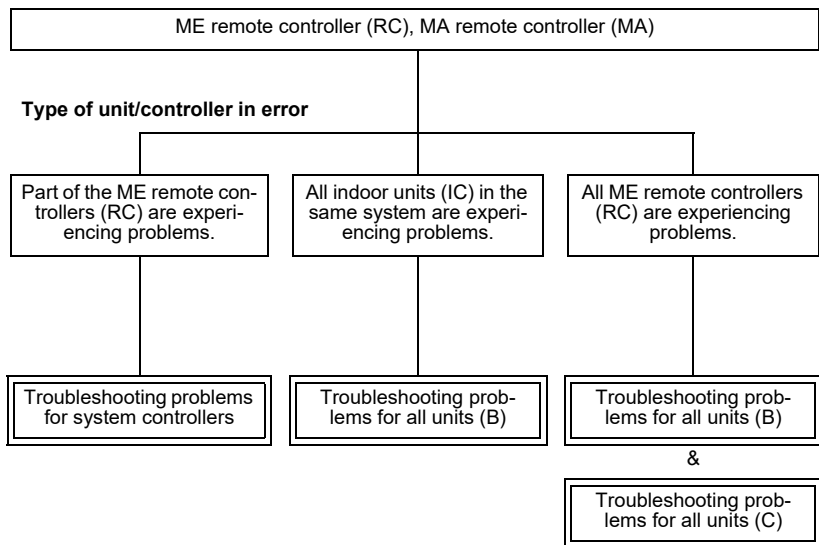 ME remote controller (RC), MA remote controller (MA)
Type of unit/controller in error
Part of the ME remote con-
trollers (RC) are experi-
encing problems.
All indoor units (IC) in the
same system are experi-
encing problems.
All ME remote controllers
(RC) are experiencing
problems.
Troubleshooting problems
for system controllers
Troubleshooting prob-
lems for all units (B)
Troubleshooting prob-
lems for all units (B)
&
Troubleshooting prob-
lems for all units (C)